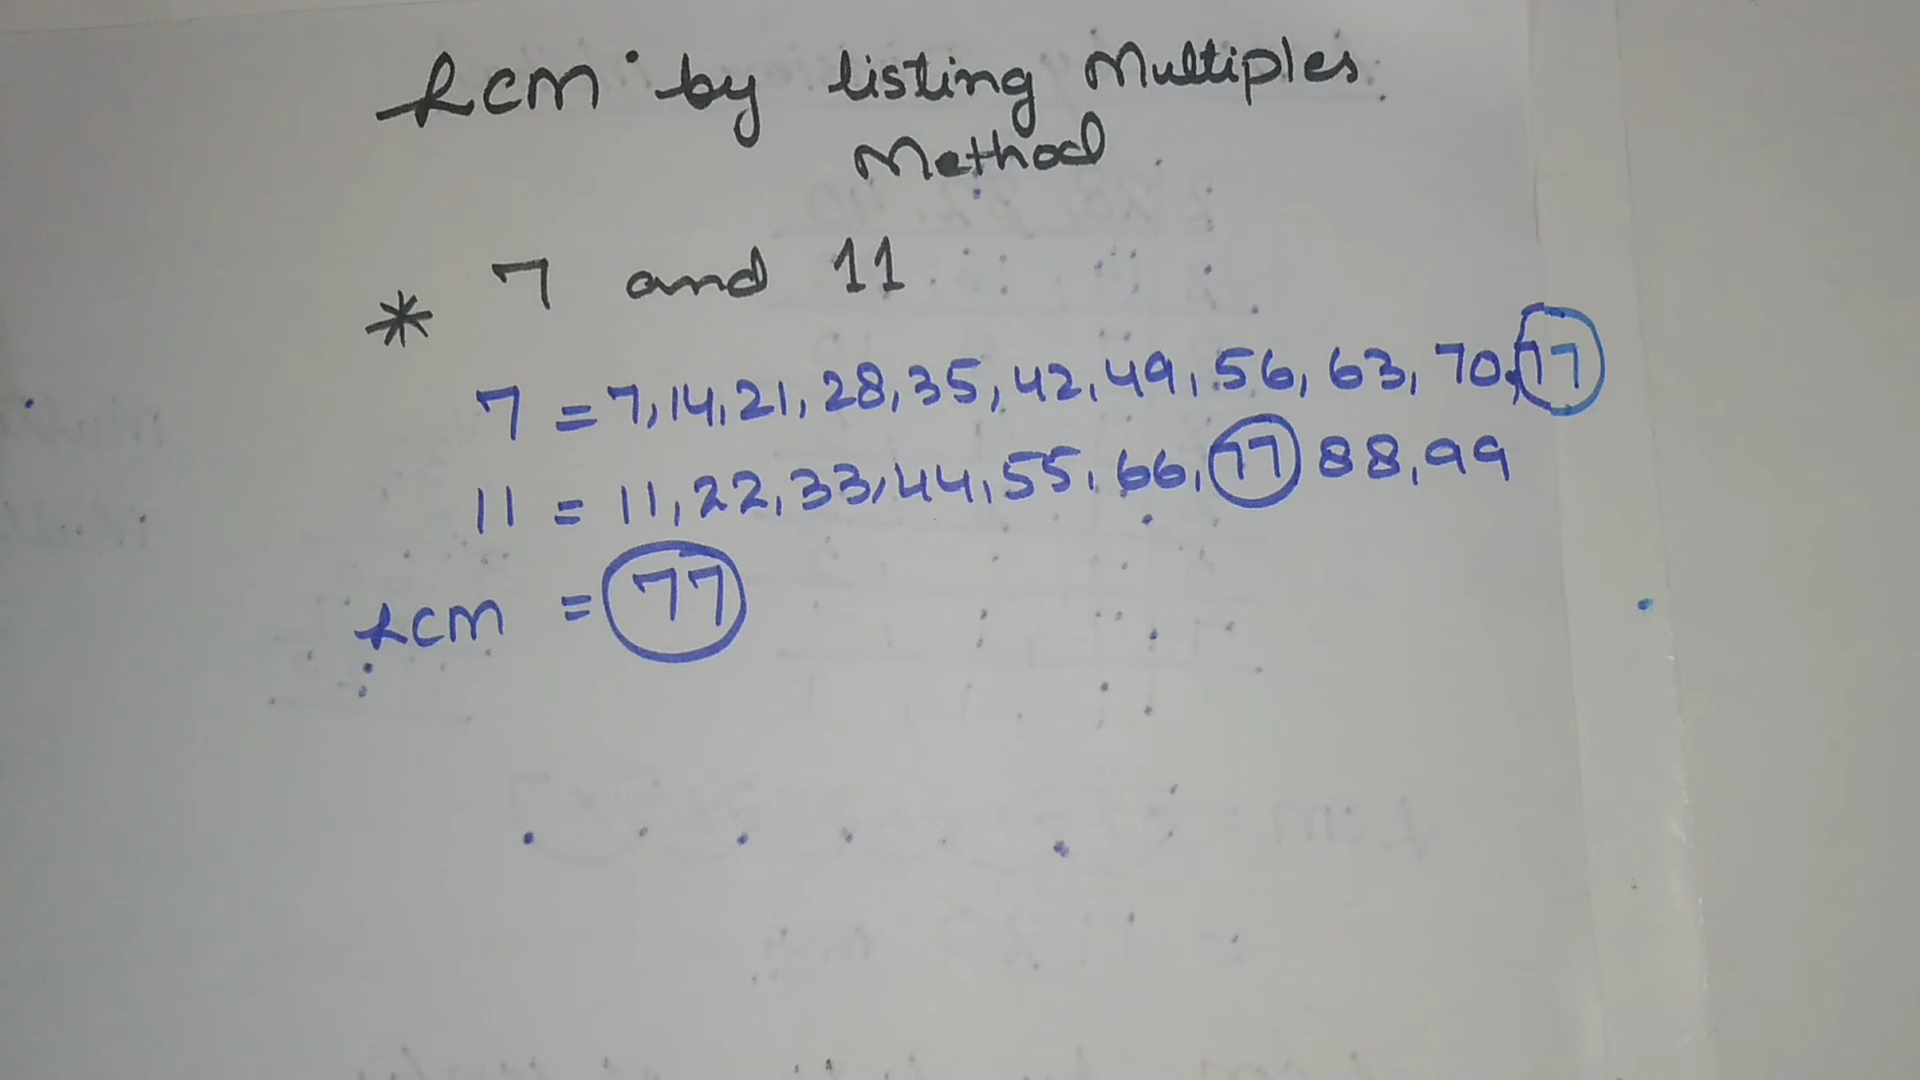 LCM by listing Multiples
Method
* 7 and 11
7 = 7, 14, 21, 28, 35, 42, 49, 56, 63, 70, 77
11 = 11, 22, 33, 44, 55, 66, 77 88, 99
LCM = 77